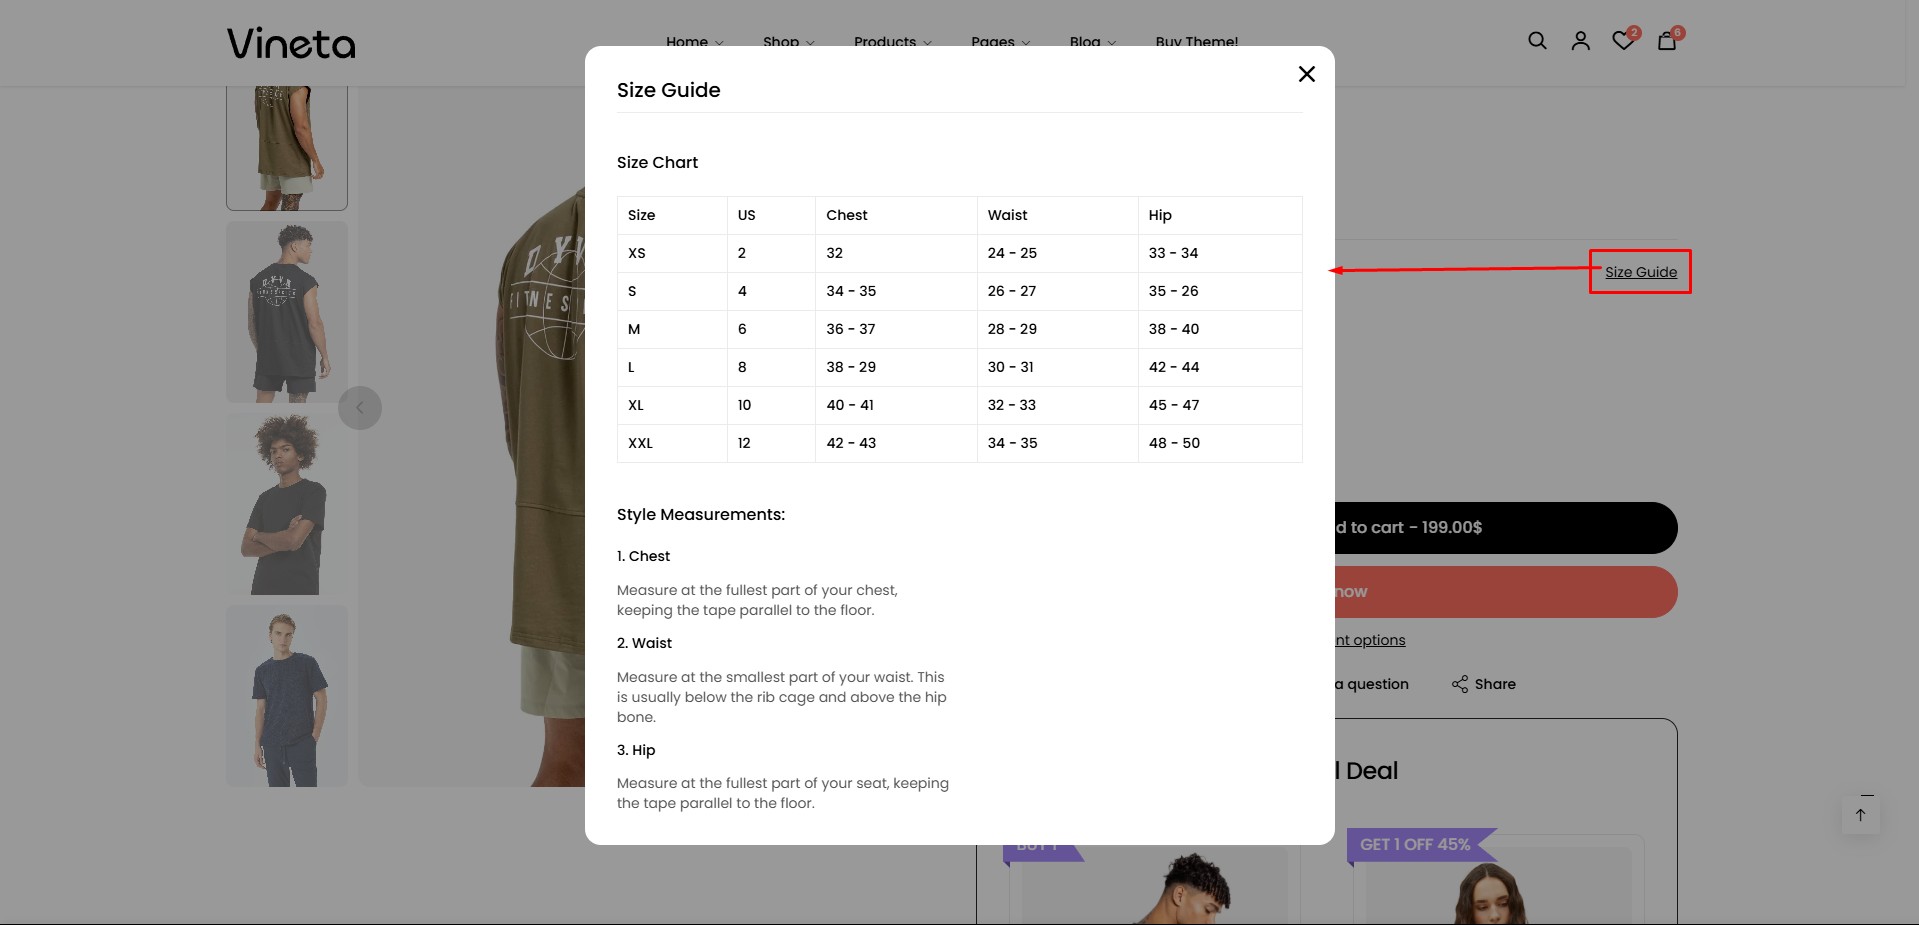 Vineta
Home Shop Products Pages Blog Buy Theme!
2 6
Size Guide
Size Chart
Size US Chest Waist Hip
XS 2 32 24 - 25 33 - 34
S 4 34 - 35 26 - 27 35 - 26
M 6 36 - 37 28 - 29 38 - 40
L 8 38 - 29 30 - 31 42 - 44
XL 10 40 - 41 32 - 33 45 - 47
XXL 12 42 - 43 34 - 35 48 - 50
Style Measurements:
1. Chest
Measure at the fullest part of your chest,
keeping the tape parallel to the floor.
2. Waist
Measure at the smallest part of your waist. This
is usually below the rib cage and above the hip
bone.
3. Hip
Measure at the fullest part of your seat, keeping
the tape parallel to the floor.
Size Guide
d to cart - 199.00$
now
nt options
a question
Share
l Deal
BUY 1
GET 1 OFF 45%